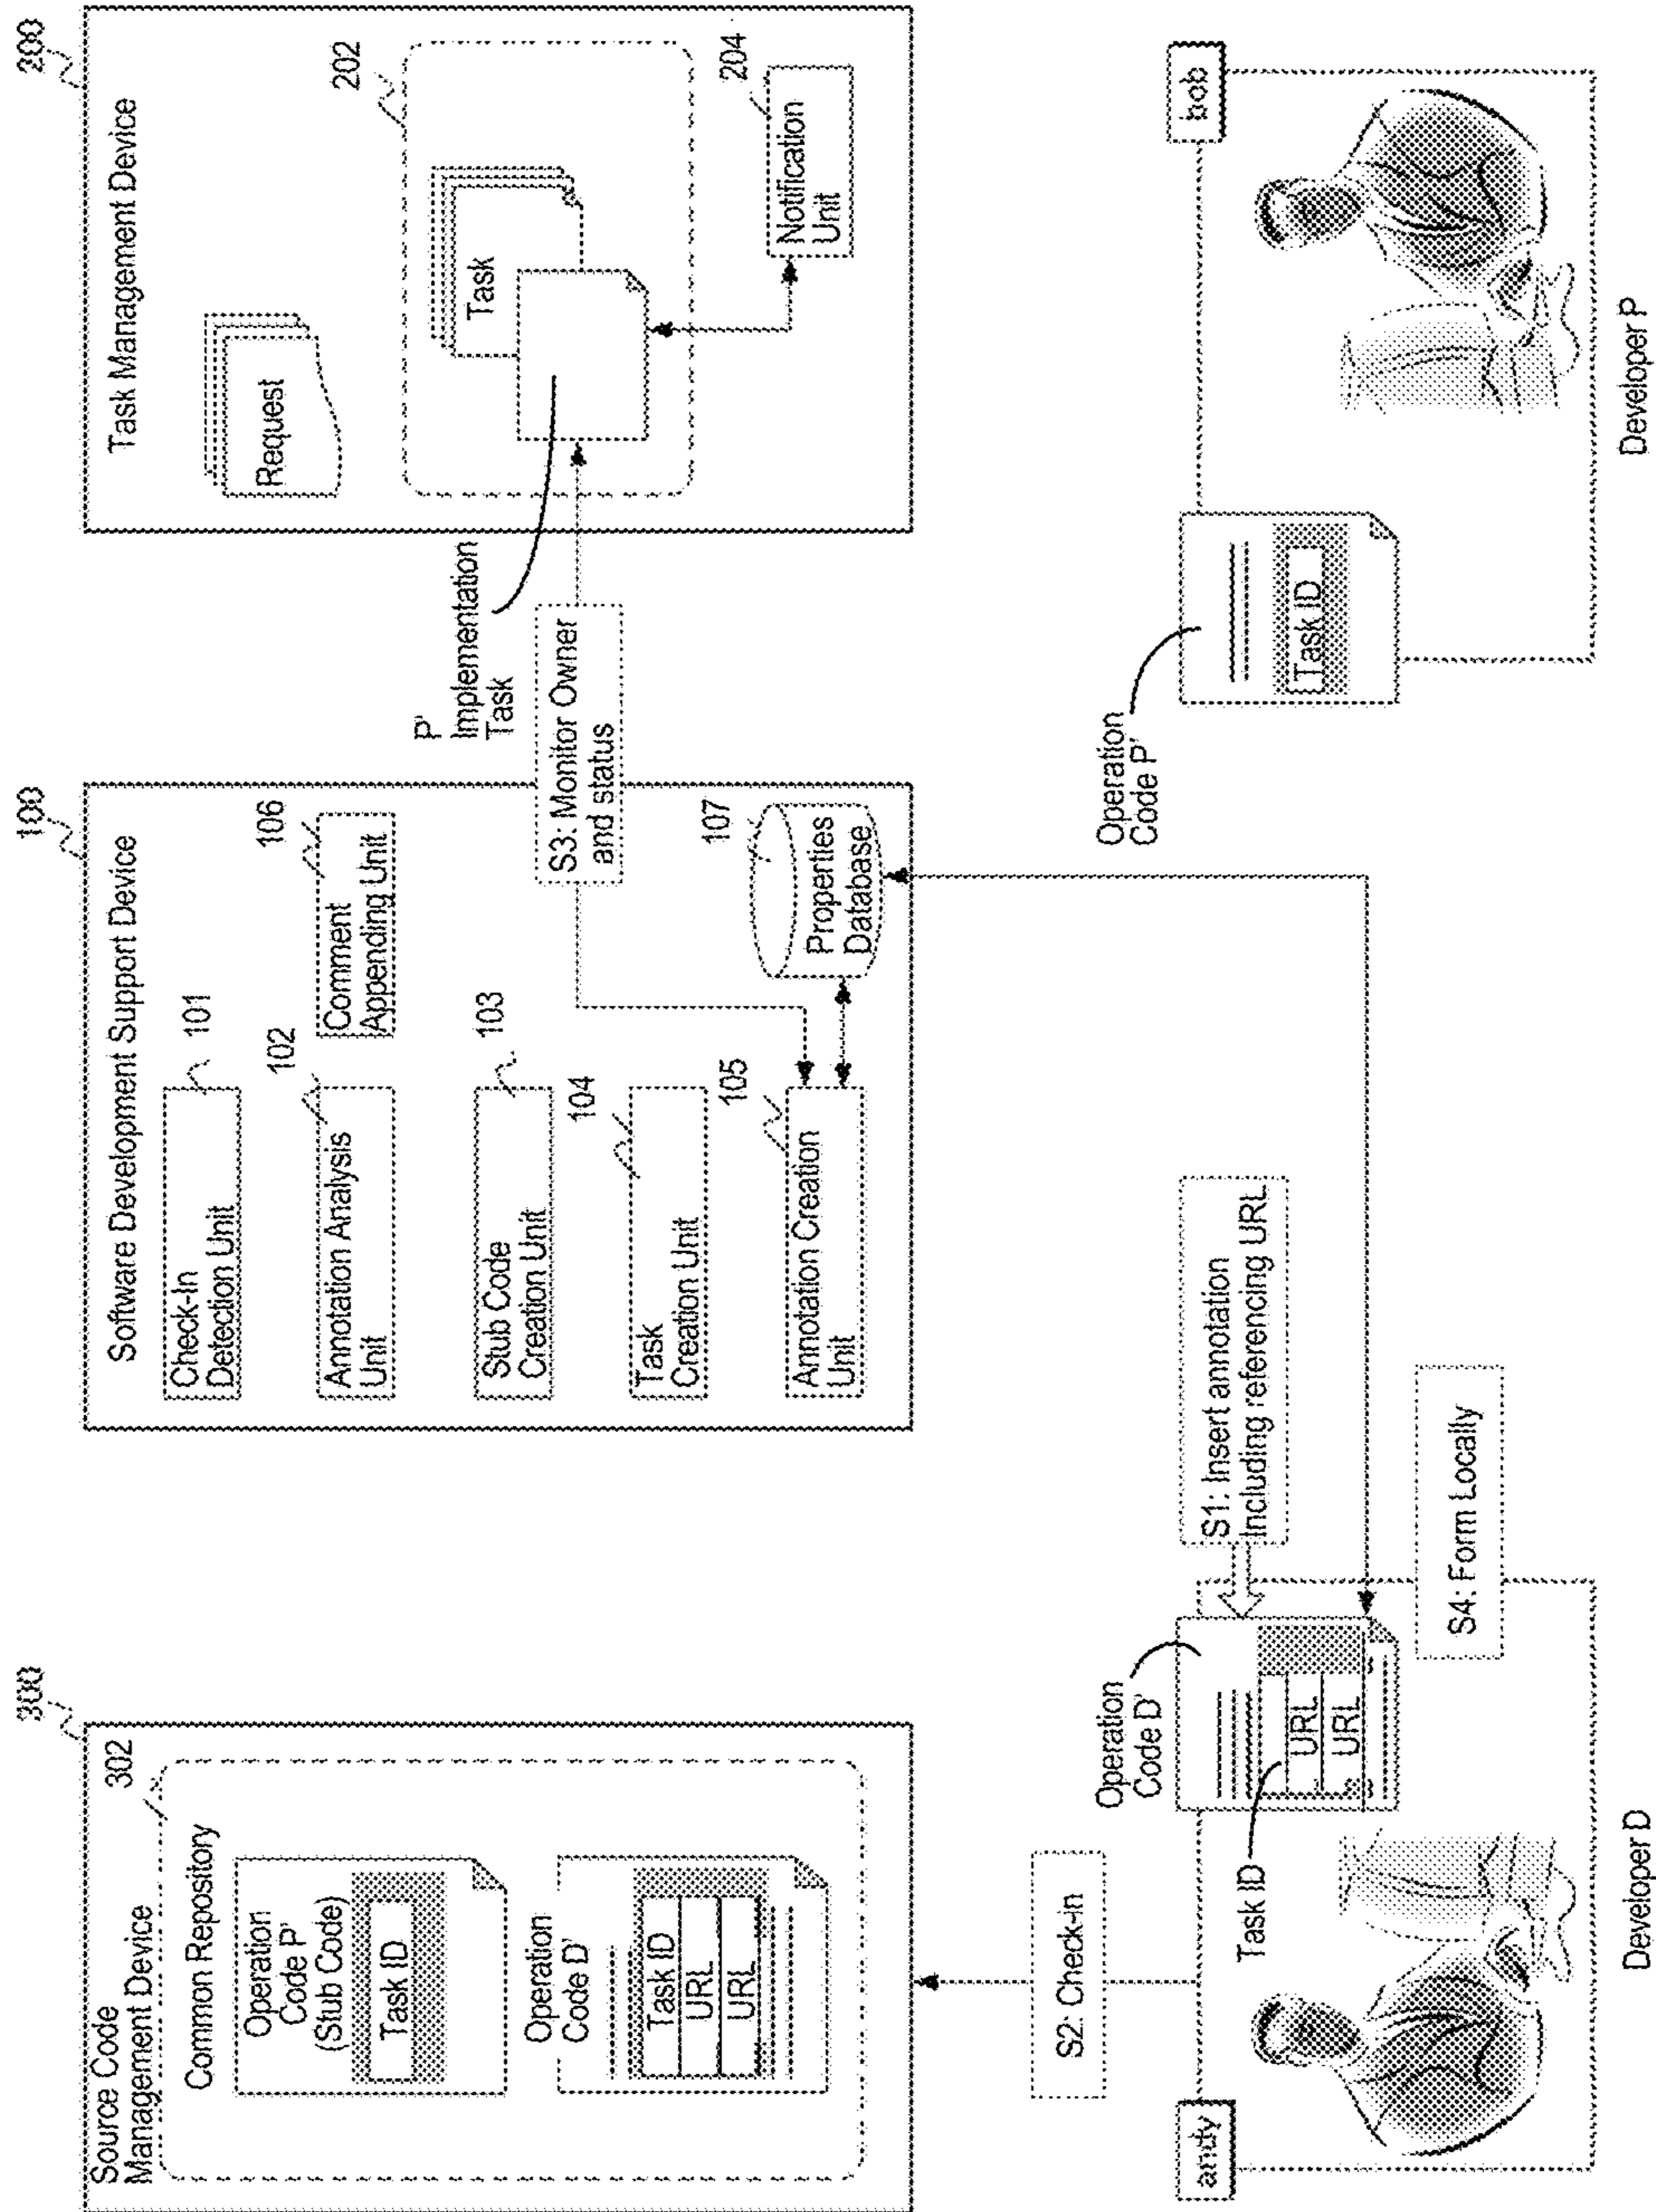 300
Source Code
Management Device
302
Common Repository
Operation
Code P'
(Stub Code)
Task ID
Operation
Code D'
Task ID
URL
URL
100
Software Development Support Device
Check-In
Detection Unit
101
Annotation Analysis
Unit
102
Comment
Appending Unit
106
Stub Code
Creation Unit
103
Task
Creation Unit
104
Annotation Creation
Unit
105
Properties
Database
107
S3: Monitor Owner
and status
P'
Implementation
Task
200
Task Management Device
Request
202
Task
Notification
Unit
204
S2: Check-in
andy
Operation
Code D'
Task ID
URL
URL
S1: Insert annotation
Including referencing URL
S4: Form Locally
Developer D
Operation
Code P'
Task ID
bob
Developer P